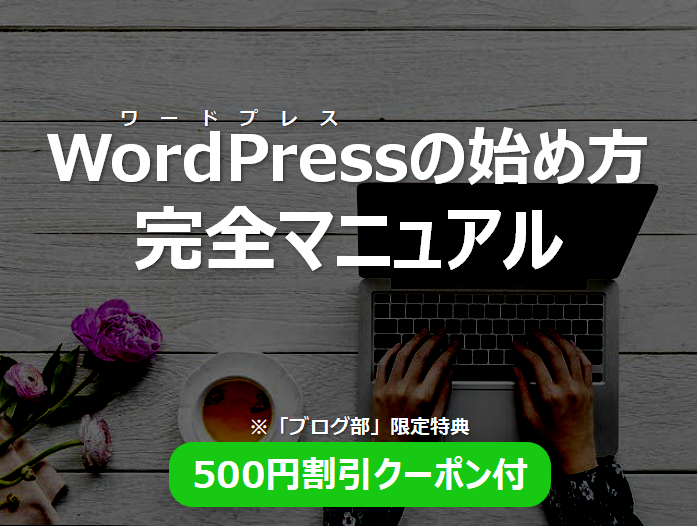 ワードプレス
WordPressの始め方
完全マニュアル
※「ブログ部」限定特典
500円割引クーポン付